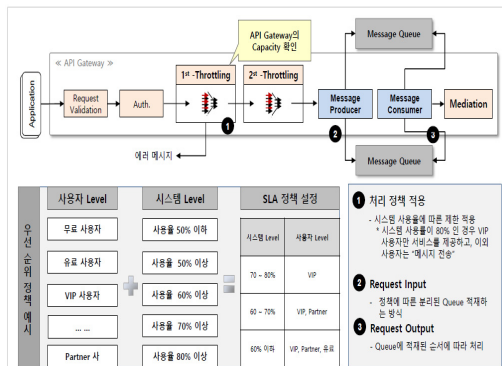 API Gateway의
Capacity 확인
Message Queue
≪ API Gateway ≫
1st -Throttling
2st -Throttling
Application
Request
Validation
Auth.
Message
Producer
Message
Consumer
Mediation
1
2
3
에러 메시지
Message Queue
우선 순위 정책 예시
사용자 Level
시스템 Level
SLA 정책 설정
무료 사용자
유료 사용자
VIP 사용자
... ...
Partner 사
사용율 50% 이하
사용율 50% 이상
사용율 60% 이상
사용율 70% 이상
사용율 80% 이상
시스템 Level 사용자 Level
70 ~ 80% VIP
60 ~ 70% VIP, Partner
60% 이하 VIP, Partner, 유료
1 처리 정책 적용
- 시스템 사용율에 따른 제한 적용
* 시스템 사용률이 80% 인 경우 VIP
사용자만 서비스를 제공하고, 이외
사용자는 "메시지 전송"
2 Request Input
- 정책에 따른 분리된 Queue 적재하
는 방식
3 Request Output
- Queue에 적재된 순서에 따라 처리